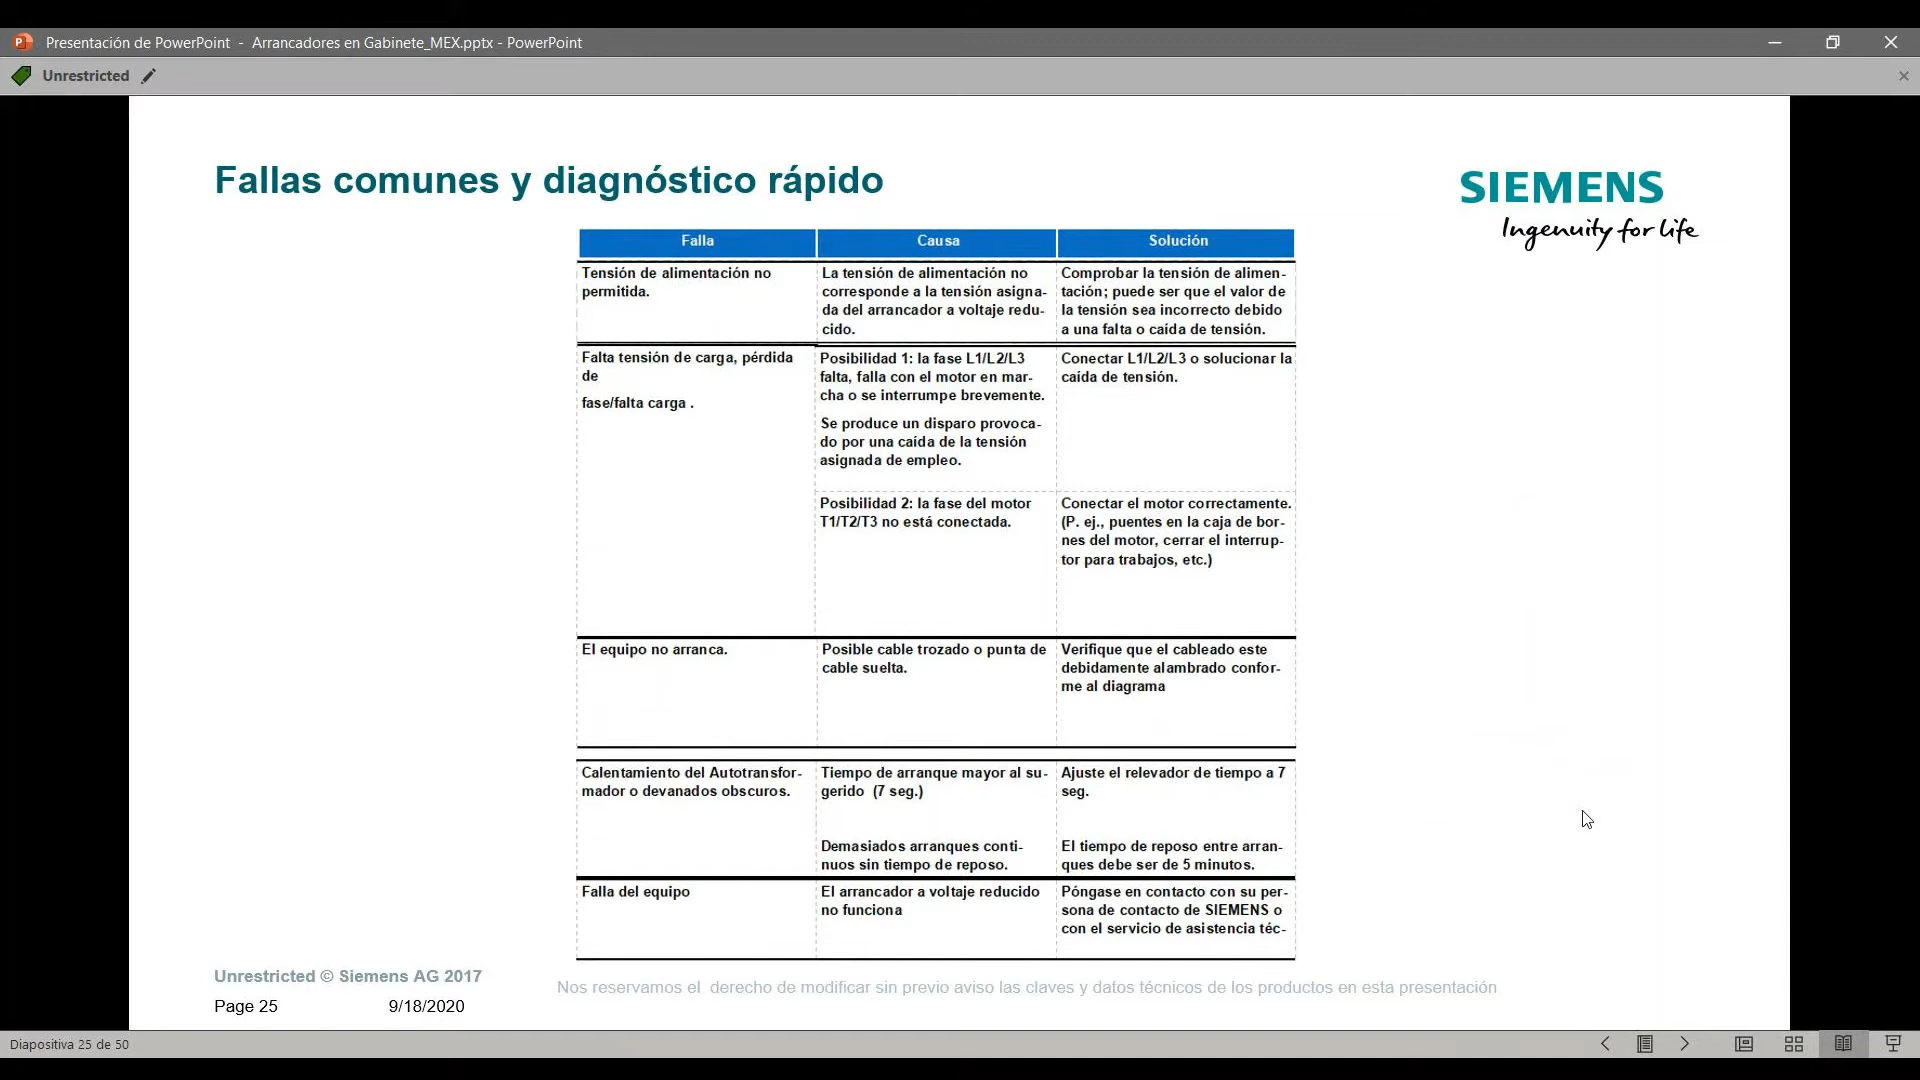 Presentación de PowerPoint - Arrancadores en Gabinete_MEX.pptx - PowerPoint
Unrestricted
Fallas comunes y diagnóstico rápido
SIEMENS
Ingenuity for life
Falla
Causa
Solución
Tensión de alimentación no
permitida.
La tensión de alimentación no
corresponde a la tensión asigna-
da del arrancador a voltaje redu-
cido.
Comprobar la tensión de alimen-
tación; puede ser que el valor de
la tensión sea incorrecto debido
a una falta o caída de tensión.
Falta tensión de carga, pérdida
de
fase/falta carga .
Posibilidad 1: la fase L1/L2/L3
falta, falla con el motor en mar-
cha o se interrumpe brevemente.
Se produce un disparo provoca-
do por una caída de la tensión
asignada de empleo.
Conectar L1/L2/L3 o solucionar la
caída de tensión.
Posibilidad 2: la fase del motor
T1/T2/T3 no está conectada.
Conectar el motor correctamente.
(P. ej., puentes en la caja de bor-
nes del motor, cerrar el interrup-
tor para trabajos, etc.)
El equipo no arranca.
Posible cable trozado o punta de
cable suelta.
Verifique que el cableado este
debidamente alambrado confor-
me al diagrama
Calentamiento del Autotransfor-
mador o devanados obscuros.
Tiempo de arranque mayor al su-
gerido (7 seg.)
Ajuste el relevador de tiempo a 7
seg.
Demasiados arranques conti-
nuos sin tiempo de reposo.
El tiempo de reposo entre arran-
ques debe ser de 5 minutos.
Falla del equipo
El arrancador a voltaje reducido
no funciona
Póngase en contacto con su per-
sona de contacto de SIEMENS o
con el servicio de asistencia téc-
Unrestricted © Siemens AG 2017
Nos reservamos el derecho de modificar sin previo aviso las claves y datos técnicos de los productos en esta presentación
Page 25
9/18/2020
Diapositiva 25 de 50